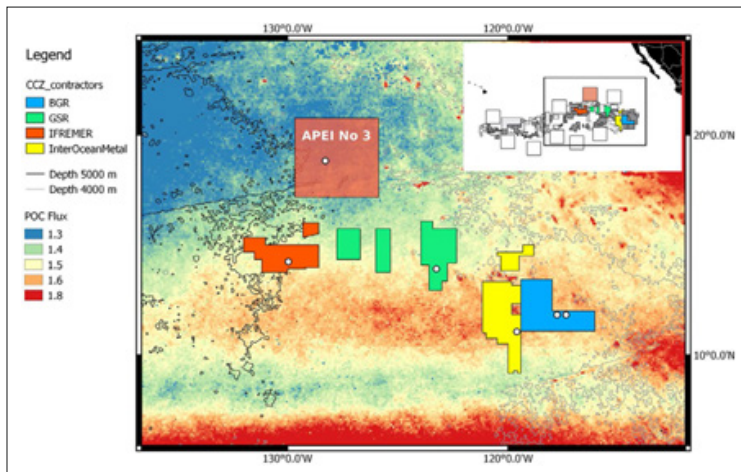 130°0.0'W 120°0.0'W
Legend
CCZ_contractors
BGR
GSR
IFREMER
InterOceanMetal
Depth 5000 m
Depth 4000 m
POC Flux
1.3
1.4
1.5
1.6
1.8
APEI No 3
20°0.0'N
10°0.0'N
130°0.0'W 120°0.0'W